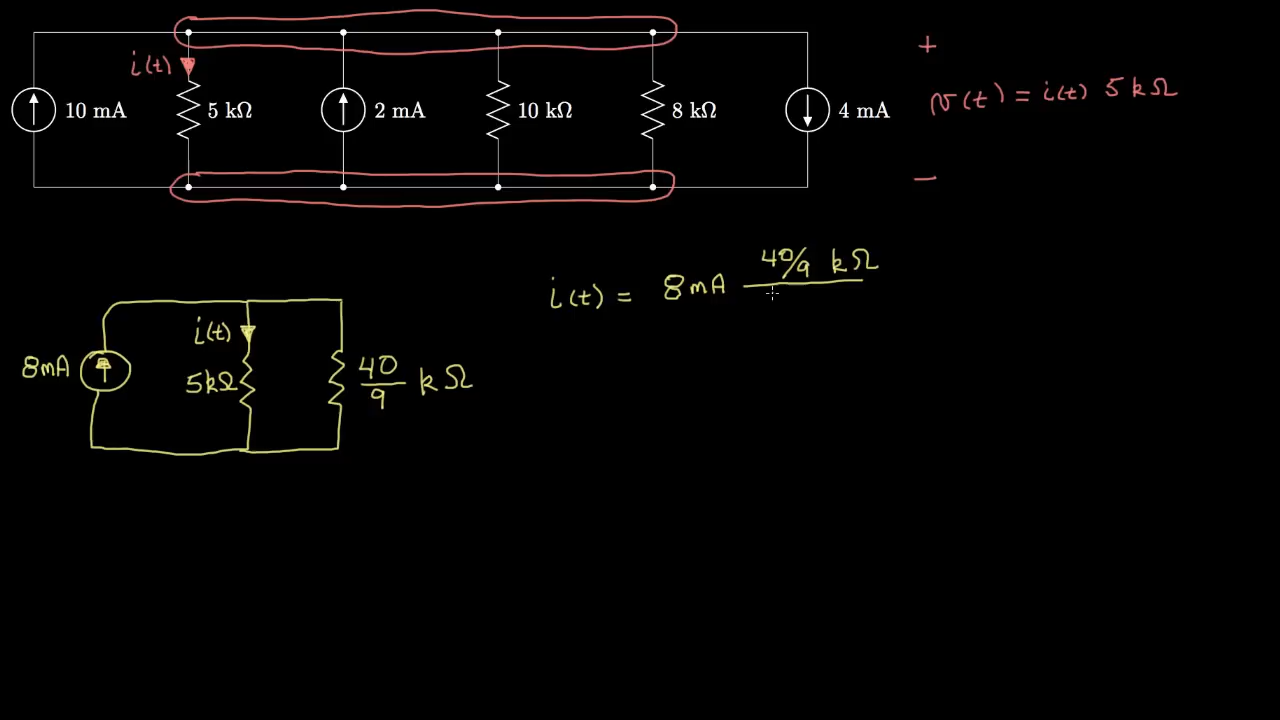 i(t)
10 mA
5 kΩ
2 mA
10 kΩ
8 kΩ
4 mA
+
v(t) = i(t) 5 kΩ
−
i(t) = 8mA (40/9 kΩ)/
8mA
i(t)
5kΩ
40/9 kΩ